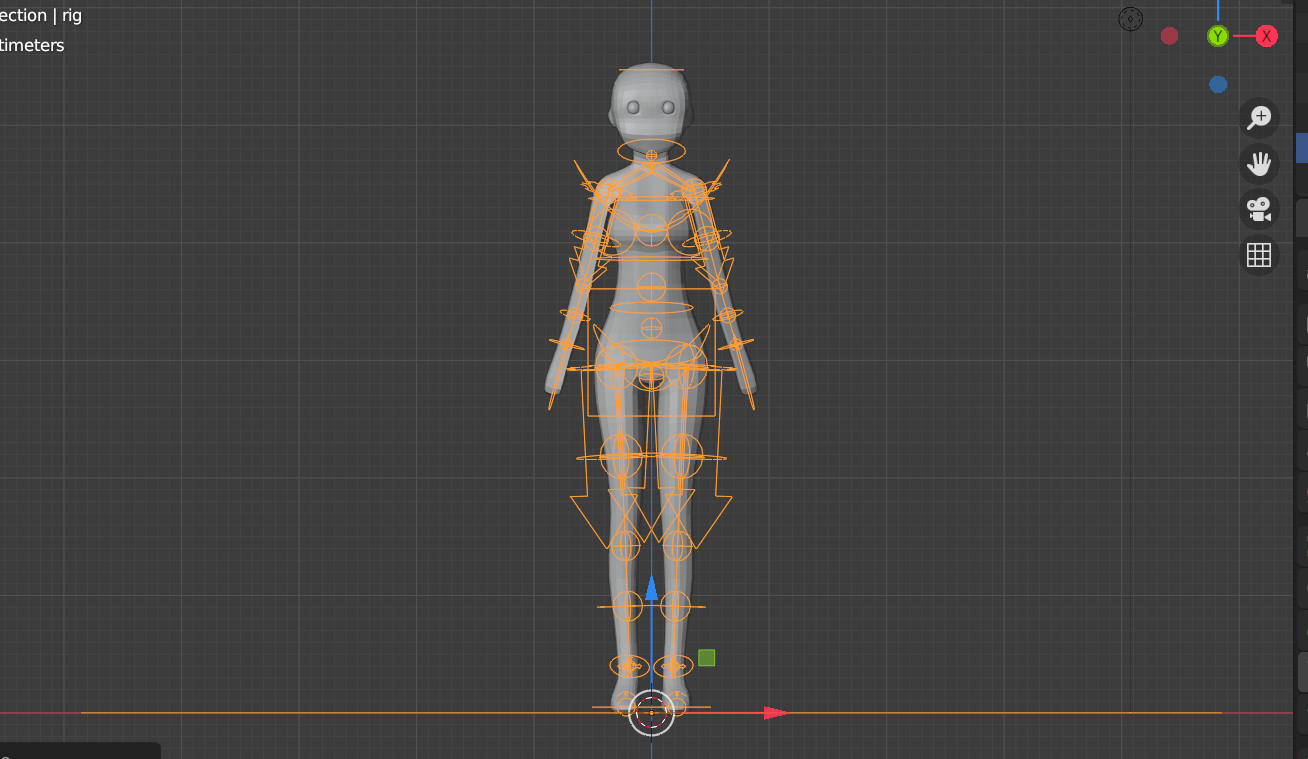 ection | rig
timeters
Y
X